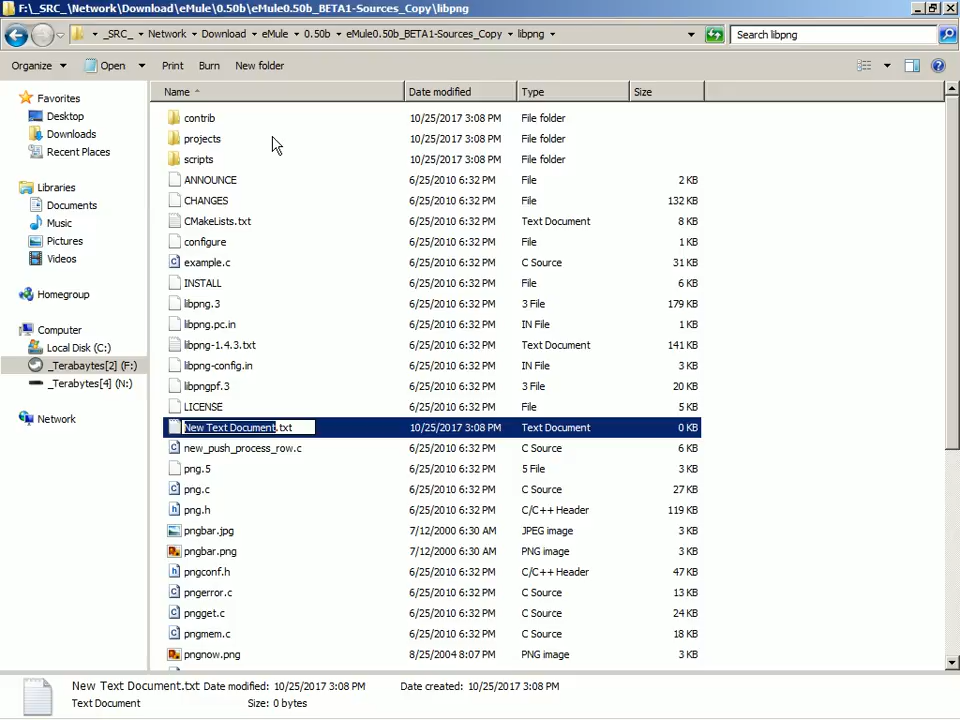 F:\_SRC_\Network\Download\eMule\0.50b\eMule0.50b_BETA1-Sources_Copy\libpng
_SRC_ Network Download eMule 0.50b eMule0.50b_BETA1-Sources_Copy libpng Search libpng
Organize Open Print Burn New folder
Name Date modified Type Size
Favorites
Desktop
Downloads
Recent Places
Libraries
Documents
Music
Pictures
Videos
Homegroup
Computer
Local Disk (C:)
_Terabaytes[2] (F:)
_Terabytes[4] (N:)
Network
contrib 10/25/2017 3:08 PM File folder
projects 10/25/2017 3:08 PM File folder
scripts 10/25/2017 3:08 PM File folder
ANNOUNCE 6/25/2010 6:32 PM File 2 KB
CHANGES 6/25/2010 6:32 PM File 132 KB
CMakeLists.txt 6/25/2010 6:32 PM Text Document 8 KB
configure 6/25/2010 6:32 PM File 1 KB
example.c 6/25/2010 6:32 PM C Source 31 KB
INSTALL 6/25/2010 6:32 PM File 6 KB
libpng.3 6/25/2010 6:32 PM 3 File 179 KB
libpng.pc.in 6/25/2010 6:32 PM IN File 1 KB
libpng-1.4.3.txt 6/25/2010 6:32 PM Text Document 141 KB
libpng-config.in 6/25/2010 6:32 PM IN File 3 KB
libpngpf.3 6/25/2010 6:32 PM 3 File 20 KB
LICENSE 6/25/2010 6:32 PM File 5 KB
New Text Document.txt 10/25/2017 3:08 PM Text Document 0 KB
new_push_process_row.c 6/25/2010 6:32 PM C Source 6 KB
png.5 6/25/2010 6:32 PM 5 File 3 KB
png.c 6/25/2010 6:32 PM C Source 27 KB
png.h 6/25/2010 6:32 PM C/C++ Header 119 KB
pngbar.jpg 7/12/2000 6:30 AM JPEG image 3 KB
pngbar.png 7/12/2000 6:30 AM PNG image 3 KB
pngconf.h 6/25/2010 6:32 PM C/C++ Header 47 KB
pngerror.c 6/25/2010 6:32 PM C Source 13 KB
pngget.c 6/25/2010 6:32 PM C Source 24 KB
pngmem.c 6/25/2010 6:32 PM C Source 18 KB
pngnow.png 8/25/2004 8:07 PM PNG image 3 KB
New Text Document.txt Date modified: 10/25/2017 3:08 PM Date created: 10/25/2017 3:08 PM
Text Document Size: 0 bytes